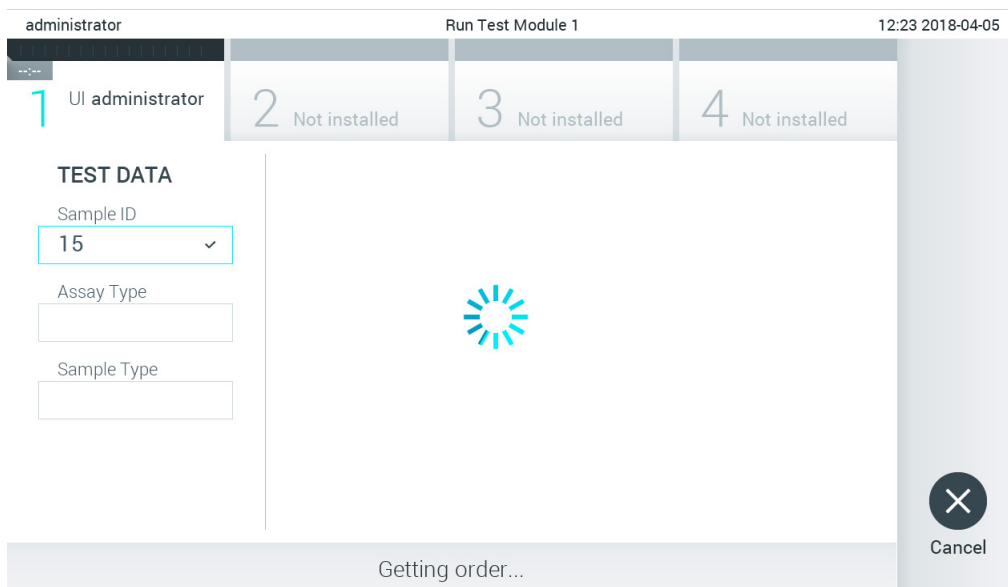 administrator Run Test Module 1 12:23 2018-04-05
--:--
1 UI administrator 2 Not installed 3 Not installed 4 Not installed
TEST DATA
Sample ID
15
Assay Type
Sample Type
Cancel
Getting order...